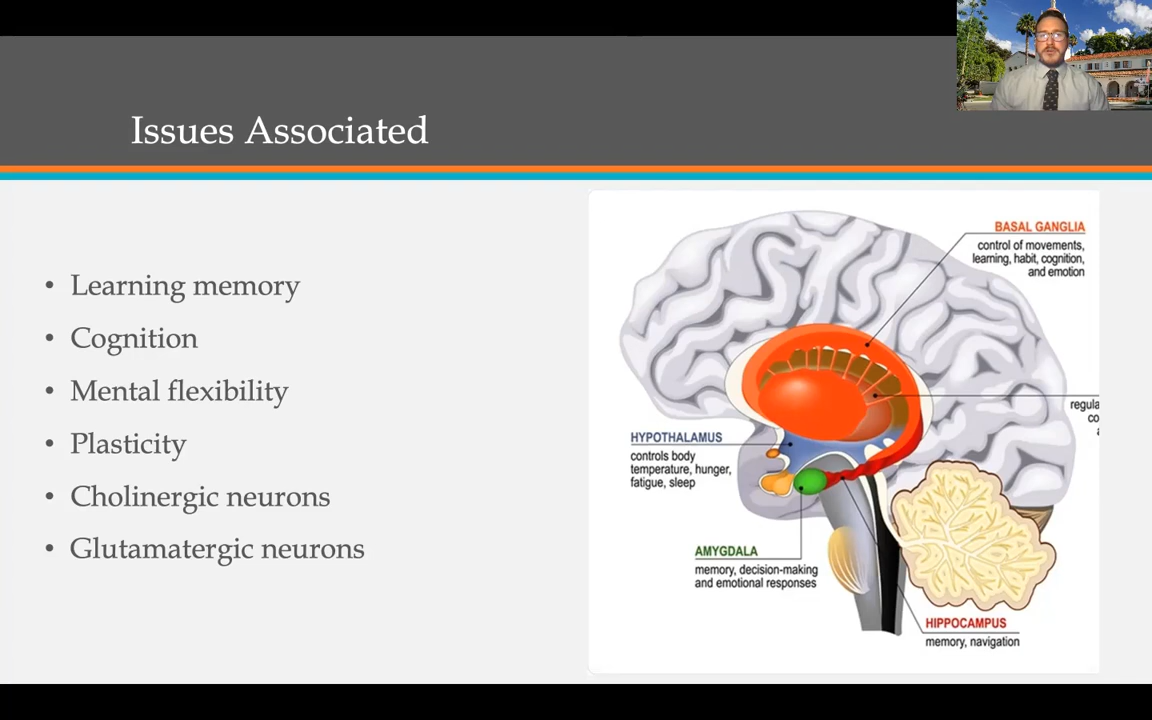 Issues Associated
• Learning memory
• Cognition
• Mental flexibility
• Plasticity
• Cholinergic neurons
• Glutamatergic neurons
BASAL GANGLIA
control of movements,
learning, habit, cognition,
and emotion
regula
co
HYPOTHALAMUS
controls body
temperature, hunger,
fatigue, sleep
AMYGDALA
memory, decision-making
and emotional responses
HIPPOCAMPUS
memory, navigation